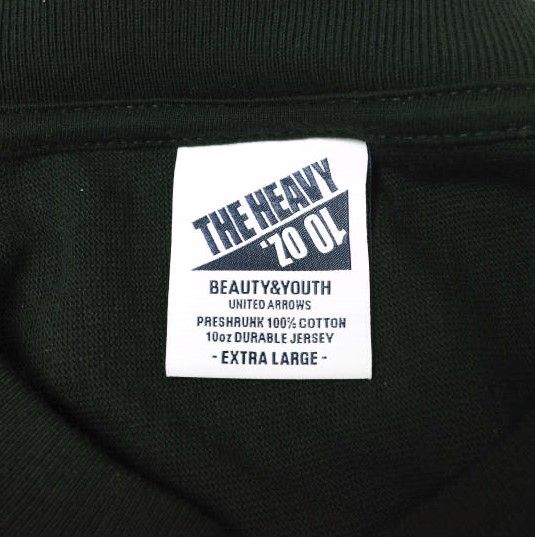 THE HEAVY
10 OZ.
BEAUTY&YOUTH
UNITED ARROWS
PRESHRUNK 100% COTTON
10oz DURABLE JERSEY
- EXTRA LARGE -